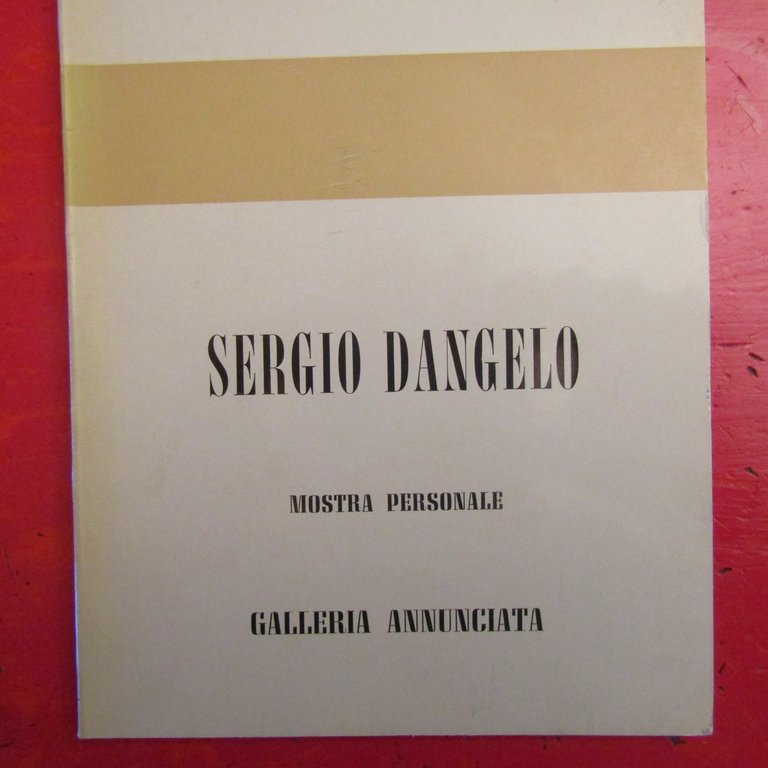 SERGIO DANGELO
MOSTRA PERSONALE
GALLERIA ANNUNCIATA